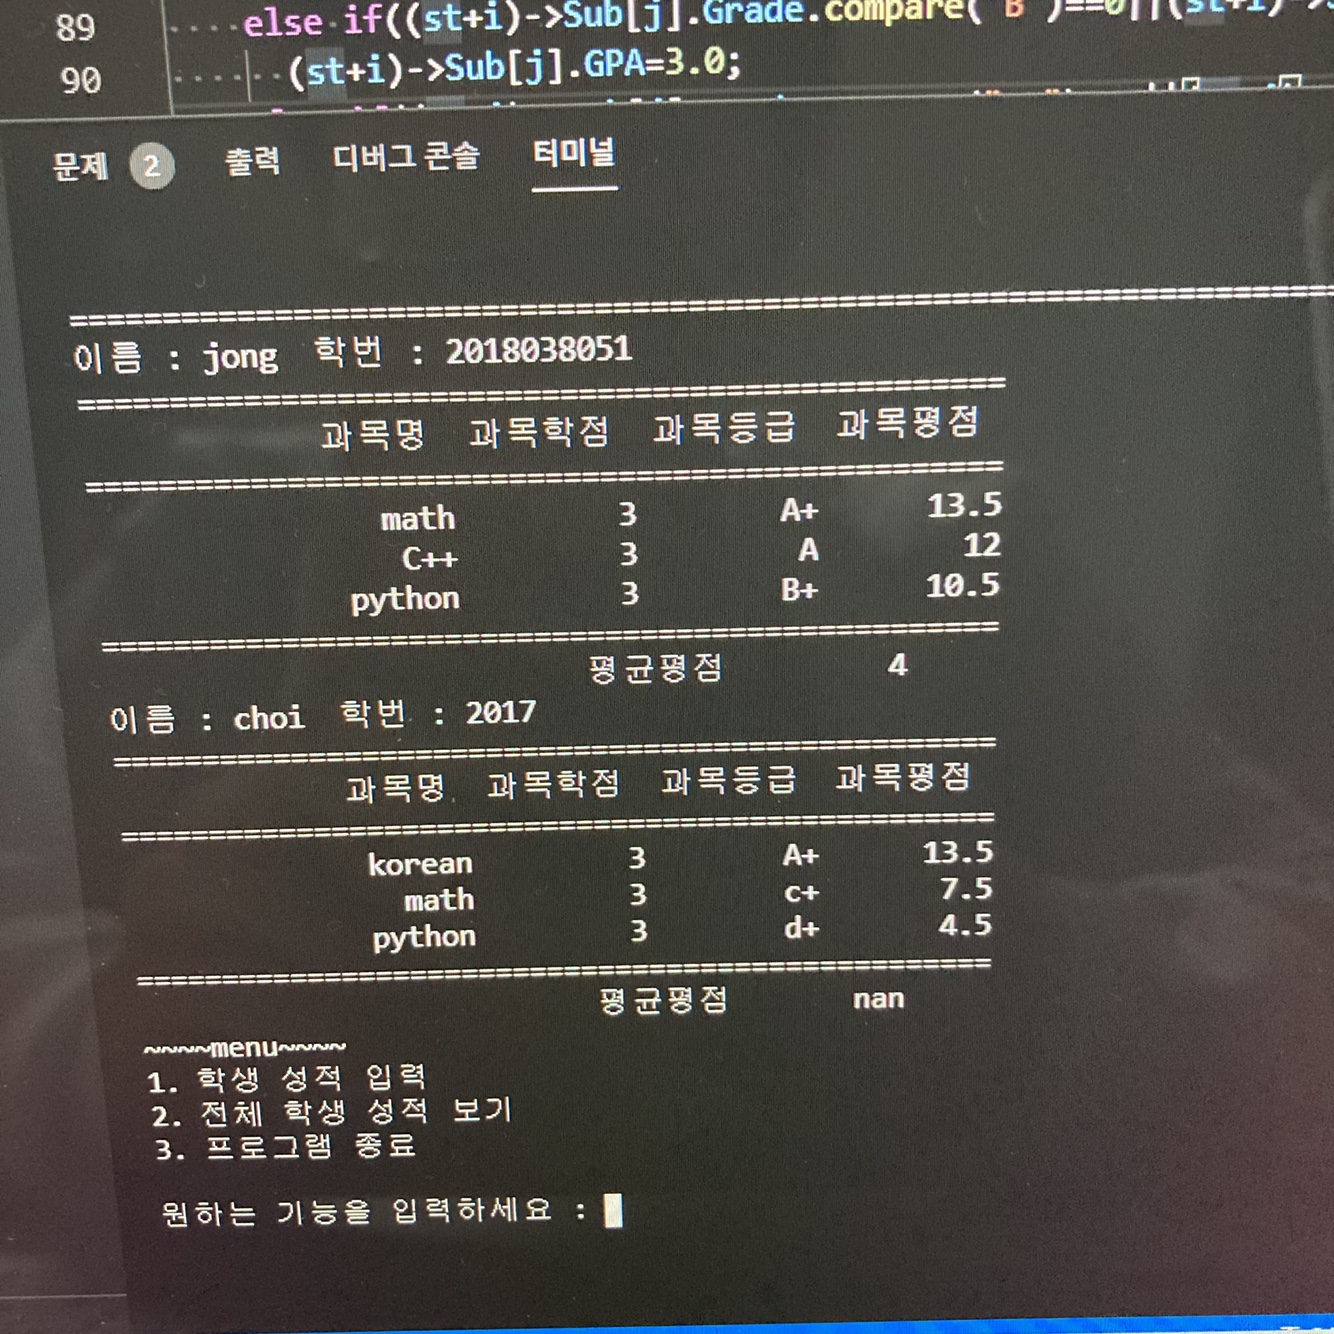 89 else if((st+i)->Sub[j].Grade.compare("B")==0||(st+i)->
90 (st+i)->Sub[j].GPA=3.0;
문제 2 출력 디버그 콘솔 터미널
================================================================================
이름 : jong 학번 : 2018038051
============================================================
과목명 과목학점 과목등급 과목평점
============================================================
math 3 A+ 13.5
C++ 3 A 12
python 3 B+ 10.5
============================================================
평균평점 4
이름 : choi 학번 : 2017
============================================================
과목명 과목학점 과목등급 과목평점
============================================================
korean 3 A+ 13.5
math 3 c+ 7.5
python 3 d+ 4.5
============================================================
평균평점 nan
~~~~menu~~~~
1. 학생 성적 입력
2. 전체 학생 성적 보기
3. 프로그램 종료
원하는 기능을 입력하세요 :